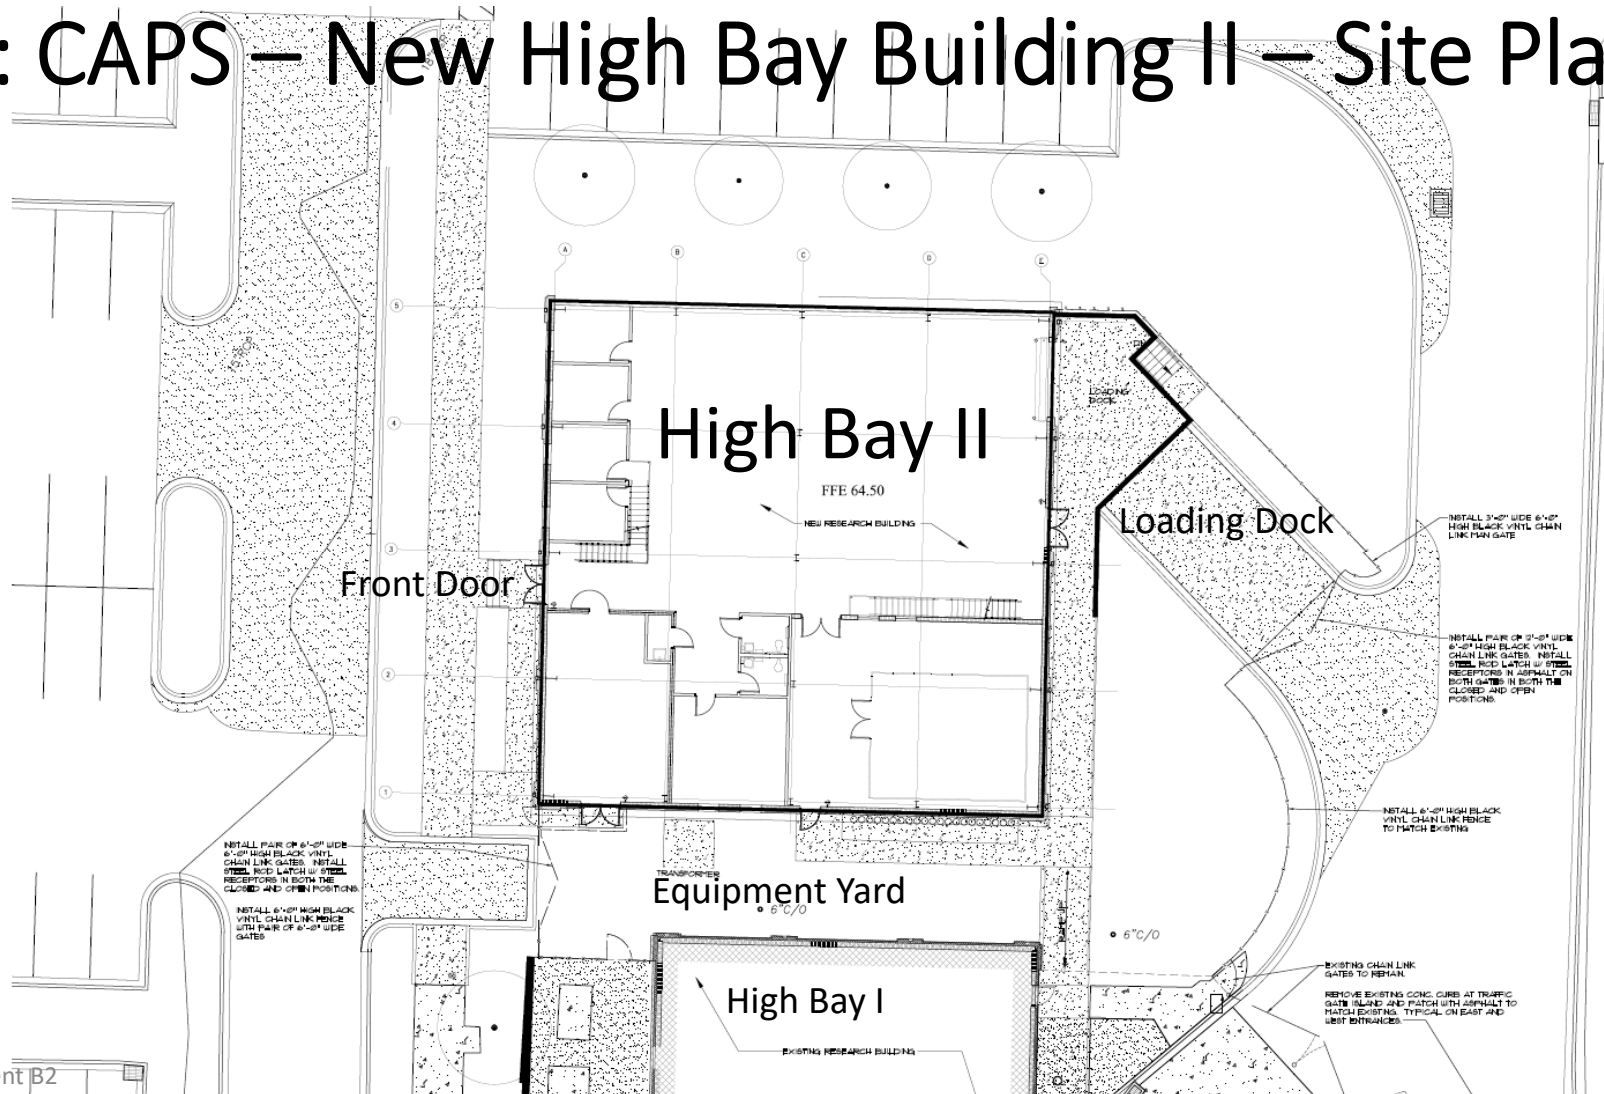 : CAPS – New High Bay Building II – Site Pla
A
B
C
D
E
5
4
3
2
1
LOADING
DOCK
High Bay II
FFE 64.50
NEW RESEARCH BUILDING
Loading Dock
Front Door
INSTALL 3'-0" WIDE 6'-0"
HIGH BLACK VINYL CHAIN
LINK MAN GATE
INSTALL PAIR OF 12'-0" WIDE
6'-0" HIGH BLACK VINYL
CHAIN LINK GATES. INSTALL
STEEL ROD LATCH W/ STEEL
RECEPTORS IN ASPHALT ON
BOTH GATES IN BOTH THE
CLOSED AND OPEN
POSITIONS.
INSTALL 6'-0" HIGH BLACK
VINYL CHAIN LINK FENCE
TO MATCH EXISTING
INSTALL PAIR OF 6'-0" WIDE
6'-0" HIGH BLACK VINYL
CHAIN LINK GATES. INSTALL
STEEL ROD LATCH W/ STEEL
RECEPTORS IN BOTH THE
CLOSED AND OPEN POSITIONS.
INSTALL 6'-0" HIGH BLACK
VINYL CHAIN LINK FENCE
WITH PAIR OF 6'-0" WIDE
GATES
TRANSFORMER
Equipment Yard
6"C/O
6"C/O
EXISTING CHAIN LINK
GATES TO REMAIN.
REMOVE EXISTING CONC. CURB AT TRAFFIC
GATE ISLAND AND PATCH WITH ASPHALT TO
MATCH EXISTING. TYPICAL ON EAST AND
WEST ENTRANCES.
High Bay I
EXISTING RESEARCH BUILDING
nt B2